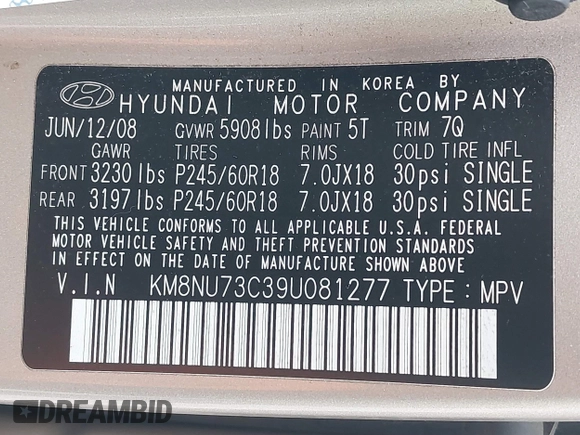 MANUFACTURED IN KOREA BY
HYUNDAI MOTOR COMPANY
JUN/12/08 GVWR 5908lbs PAINT 5T TRIM 7Q
GAWR TIRES RIMS COLD TIRE INFL
FRONT 3230lbs P245/60R18 7.0JX18 30psi SINGLE
REAR 3197lbs P245/60R18 7.0JX18 30psi SINGLE
THIS VEHICLE CONFORMS TO ALL APPLICABLE U.S.A. FEDERAL
MOTOR VEHICLE SAFETY AND THEFT PREVENTION STANDARDS
IN EFFECT ON THE DATE OF MANUFACTURE SHOWN ABOVE.
V.I.N KM8NU73C39U081277 TYPE : MPV
DREAMBID